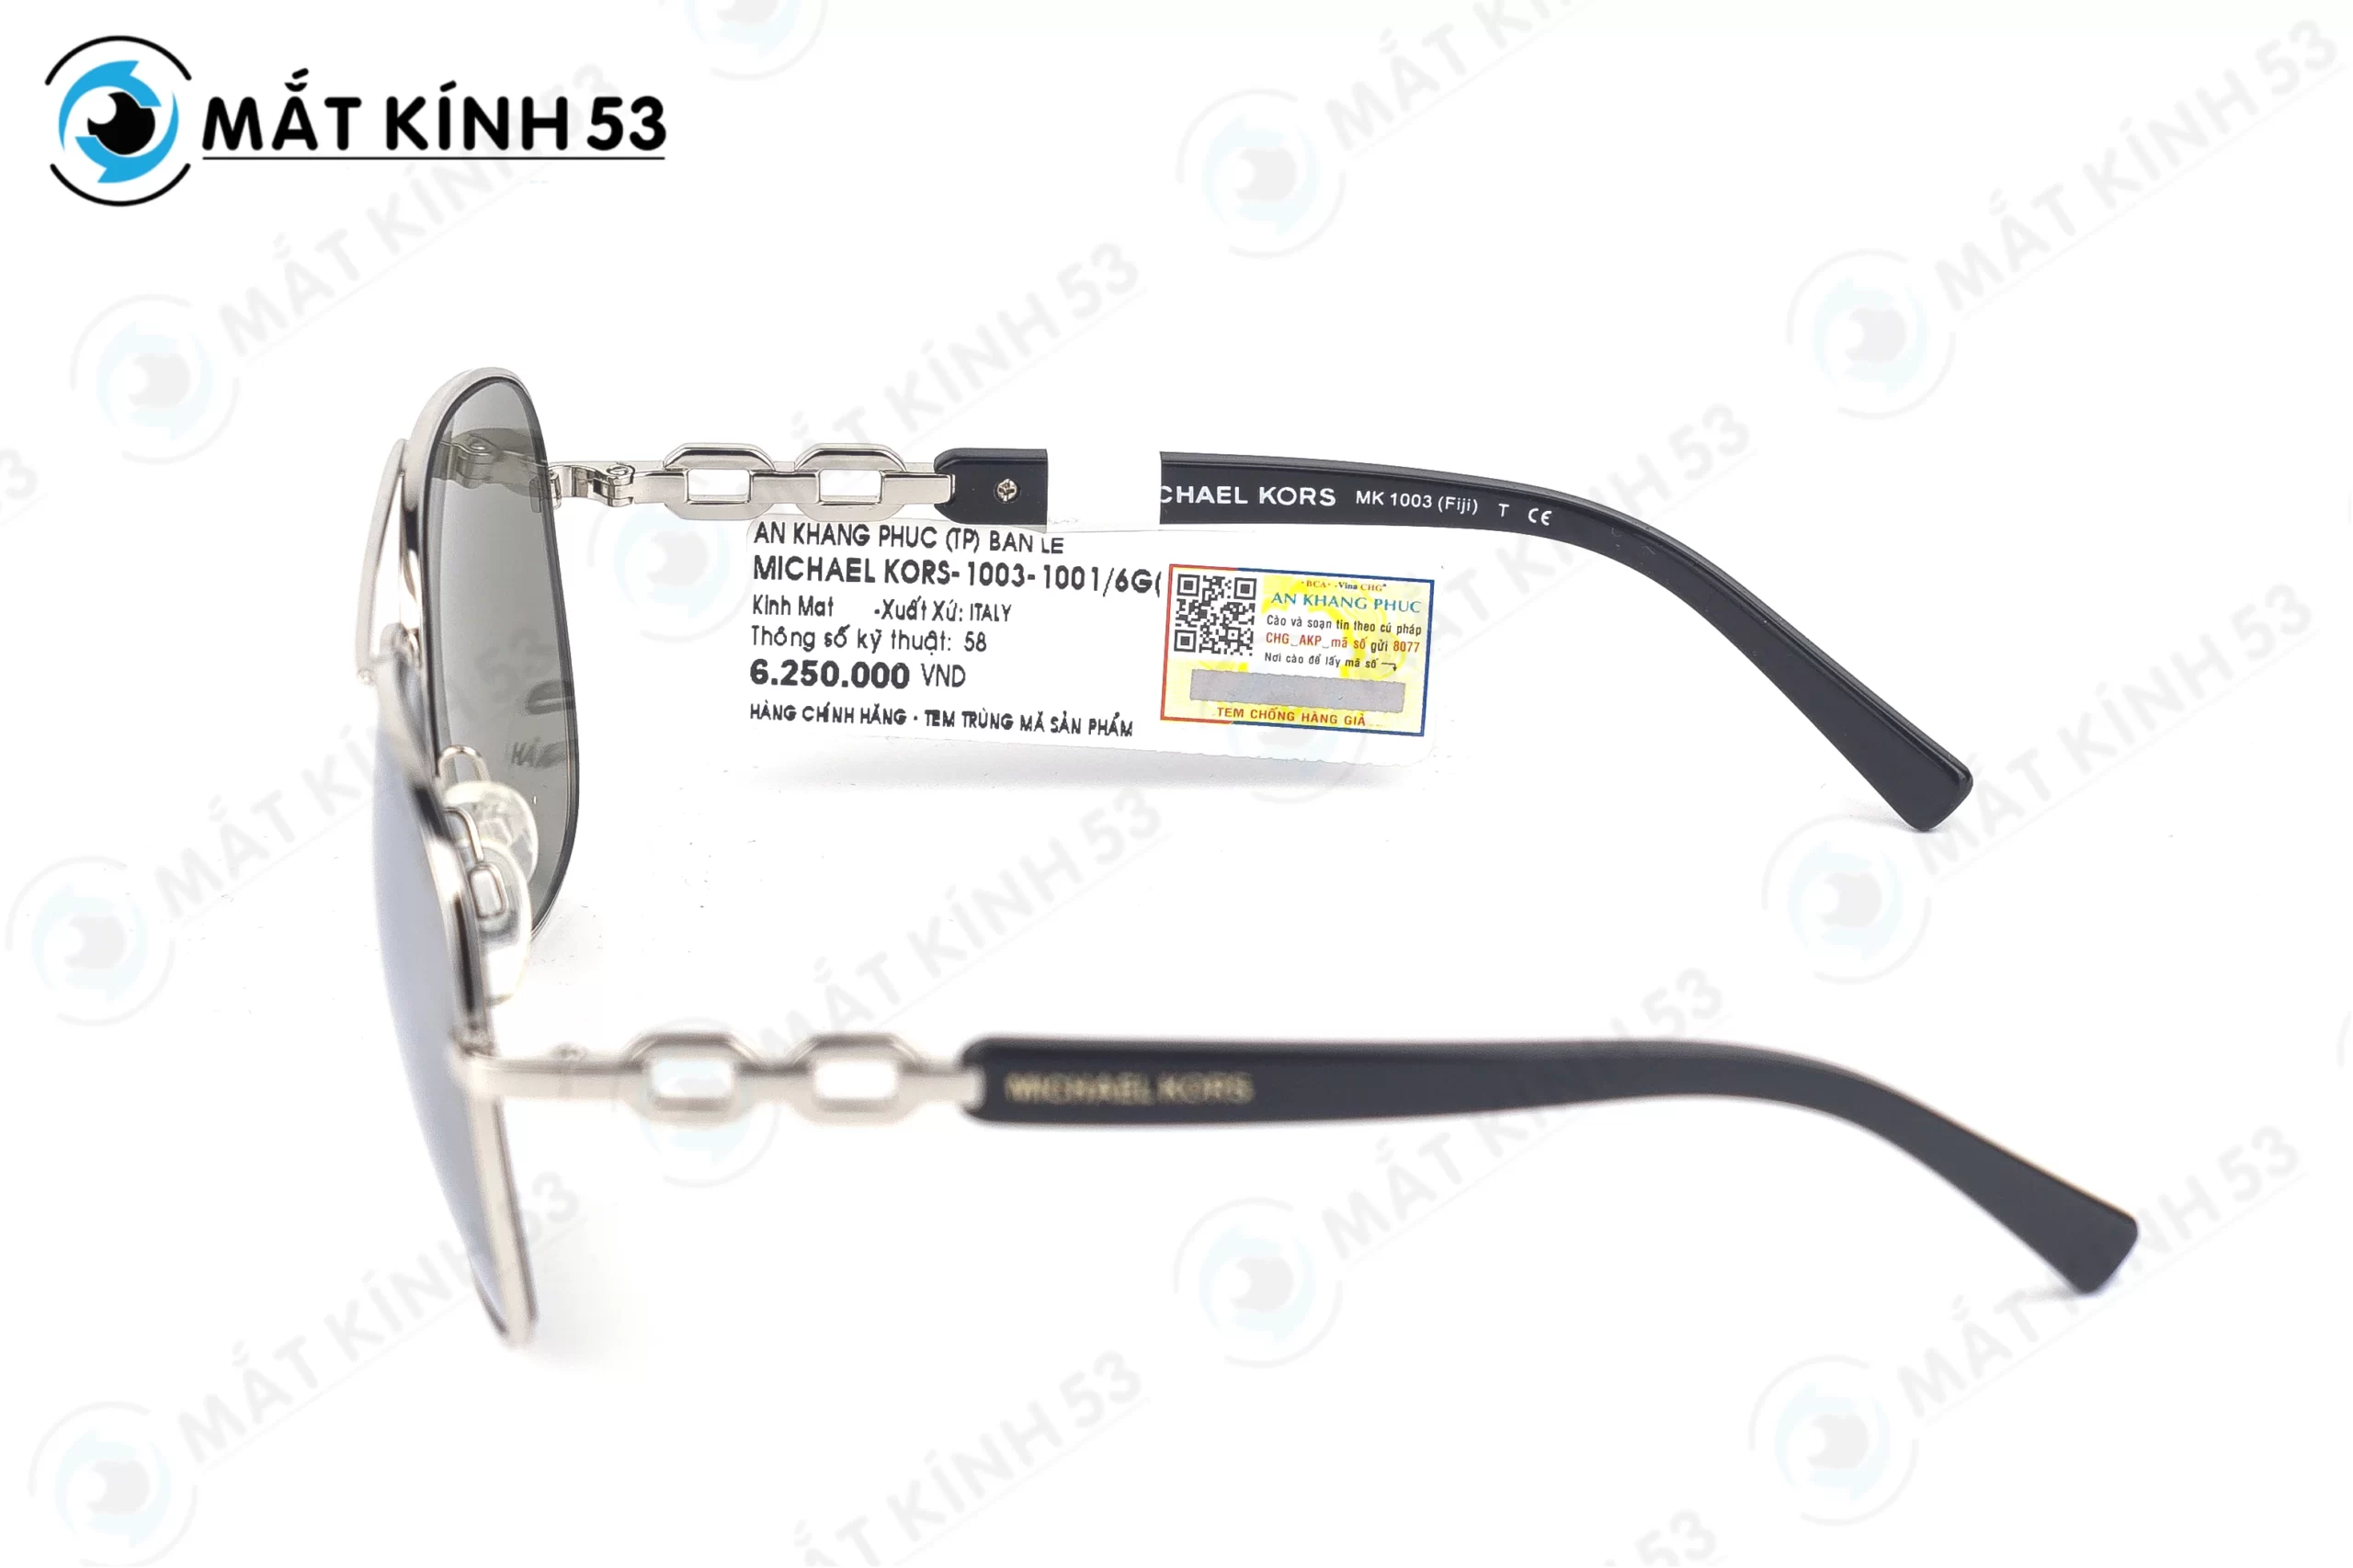 MẮT KÍNH 53
CHAEL KORS MK 1003 (Fiji) T CE
AN KHANG PHUC (TP) BAN LE
MICHAEL KORS-1003-1001/6G(
Kinh Mat -Xuất Xứ: ITALY
Thông số kỹ thuật: 58
6.250.000 VND
HÀNG CHÍNH HÃNG - TEM TRÙNG MÃ SẢN PHẨM
BCA- -Vina CHG
AN KHANG PHUC
Cào và soạn tin theo cú pháp
CHG_AKP_mã số gửi 8077
Nơi cào để lấy mã số
TEM CHỐNG HÀNG GIẢ
MICHAEL KORS